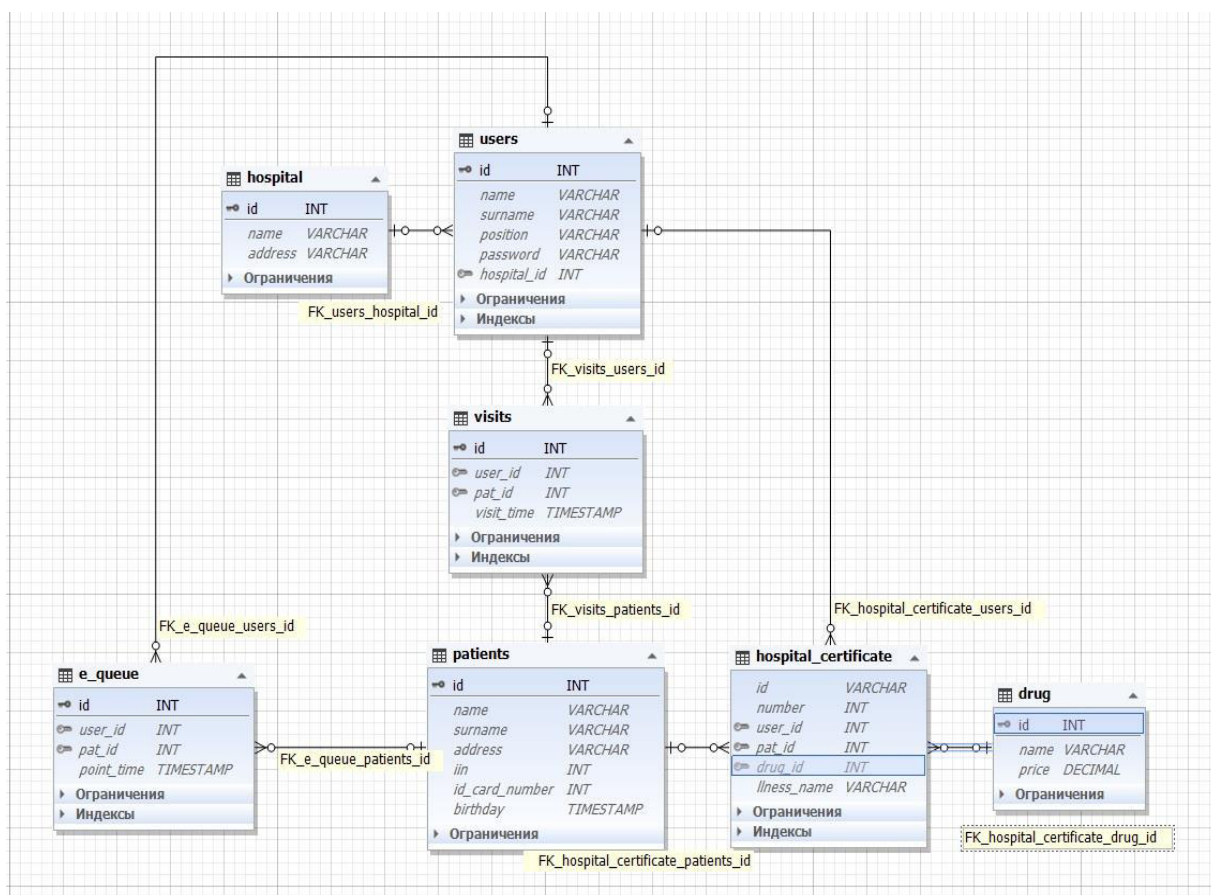 users
id INT
name VARCHAR
surname VARCHAR
position VARCHAR
password VARCHAR
hospital_id INT
Ограничения
Индексы
hospital
id INT
name VARCHAR
address VARCHAR
Ограничения
FK_users_hospital_id
FK_visits_users_id
visits
id INT
user_id INT
pat_id INT
visit_time TIMESTAMP
Ограничения
Индексы
FK_visits_patients_id
FK_hospital_certificate_users_id
FK_e_queue_users_id
e_queue
id INT
user_id INT
pat_id INT
point_time TIMESTAMP
Ограничения
Индексы
FK_e_queue_patients_id
patients
id INT
name VARCHAR
surname VARCHAR
address VARCHAR
iin INT
id_card_number INT
birthday TIMESTAMP
Ограничения
FK_hospital_certificate_patients_id
hospital_certificate
id VARCHAR
number INT
user_id INT
pat_id INT
drug_id INT
llness_name VARCHAR
Ограничения
Индексы
drug
id INT
name VARCHAR
price DECIMAL
Ограничения
FK_hospital_certificate_drug_id